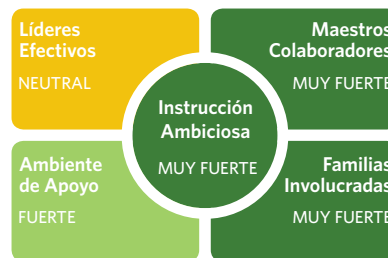 Líderes
Efectivos
NEUTRAL
Maestros
Colaboradores
MUY FUERTE
Instrucción
Ambiciosa
MUY FUERTE
Ambiente
de Apoyo
FUERTE
Familias
Involucradas
MUY FUERTE